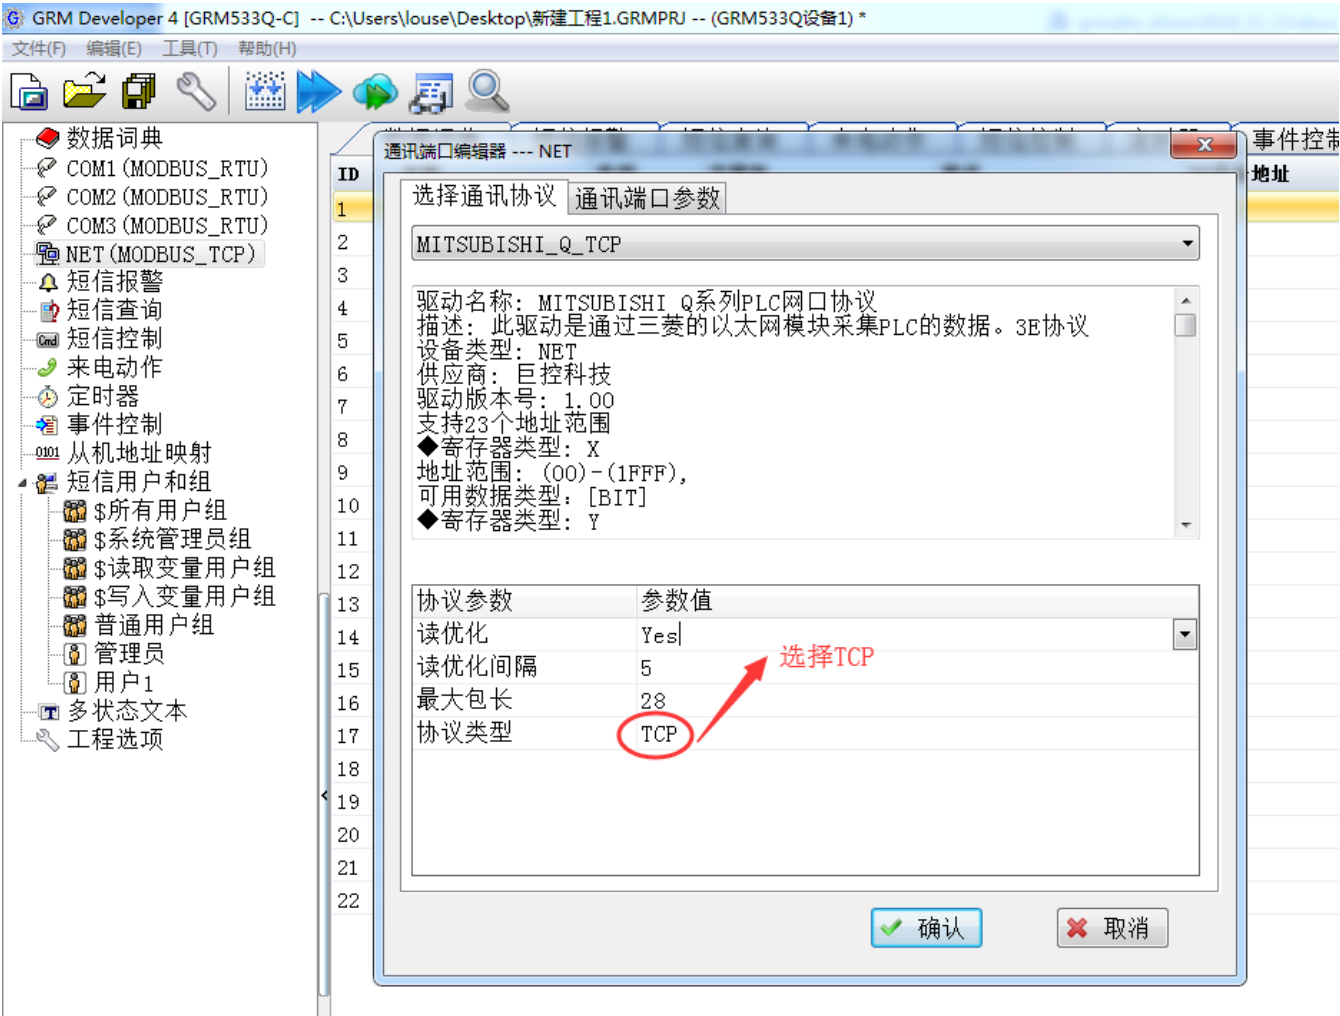 GRM Developer 4 [GRM533Q-C] -- C:\Users\louse\Desktop\新建工程1.GRMPRJ -- (GRM533Q设备1) *
文件(F) 编辑(E) 工具(T) 帮助(H)
数据词典
COM1(MODBUS_RTU)
COM2(MODBUS_RTU)
COM3(MODBUS_RTU)
NET(MODBUS_TCP)
短信报警
短信查询
Cmd 短信控制
来电动作
定时器
事件控制
0101 从机地址映射
短信用户和组
$所有用户组
$系统管理员组
$读取变量用户组
$写入变量用户组
普通用户组
管理员
用户1
多状态文本
工程选项
事件控制
ID
地址
1
2
3
4
5
6
7
8
9
10
11
12
13
14
15
16
17
18
19
20
21
22
通讯端口编辑器 --- NET
选择通讯协议 通讯端口参数
MITSUBISHI_Q_TCP
驱动名称: MITSUBISHI Q系列PLC网口协议
描述: 此驱动是通过三菱的以太网模块采集PLC的数据。3E协议
设备类型: NET
供应商: 巨控科技
驱动版本号: 1.00
支持23个地址范围
◆寄存器类型: X
地址范围: (00)-(1FFF),
可用数据类型: [BIT]
◆寄存器类型: Y
协议参数 参数值
读优化 Yes
读优化间隔 5
最大包长 28
协议类型 TCP
选择TCP
确认 取消